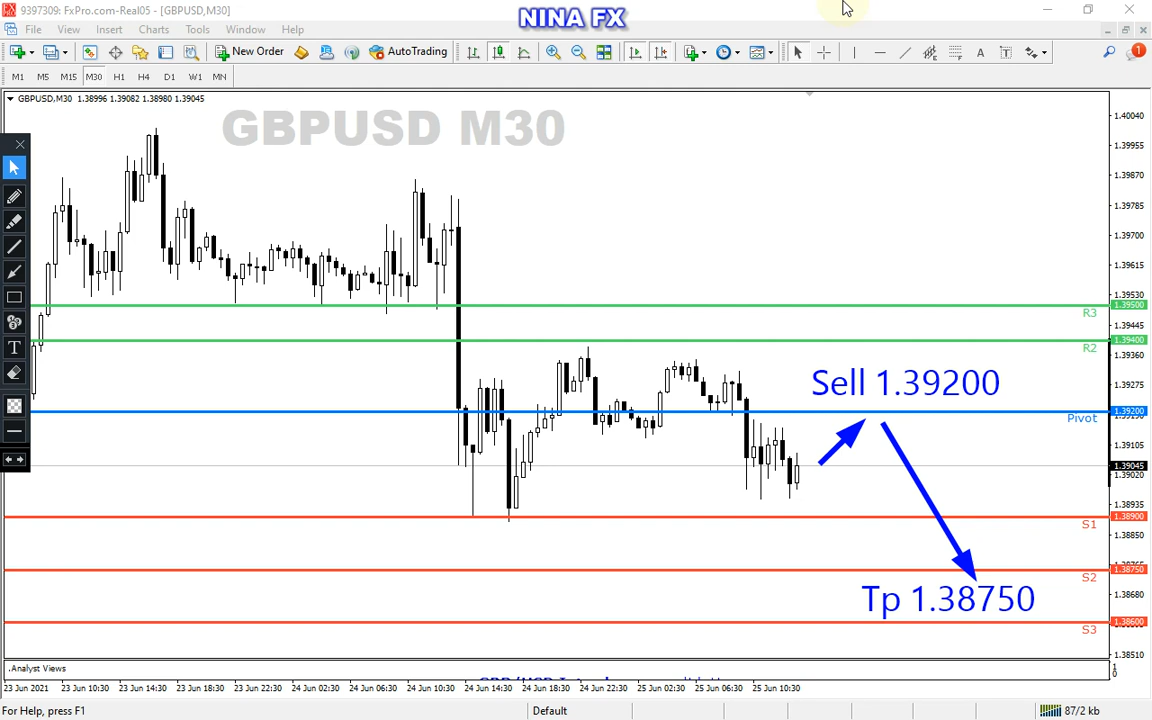 9397309: FxPro.com-Real05 - [GBPUSD,M30]
NINA FX
File View Insert Charts Tools Window Help
New Order AutoTrading
1
M1 M5 M15 M30 H1 H4 D1 W1 MN
GBPUSD,M30 1.38996 1.39082 1.38980 1.39045
GBPUSD M30
1.40040
1.39955
1.39870
1.39785
1.39700
1.39615
1.39530
1.39500
R3
1.39445
1.39400
R2
1.39360
Sell 1.39200
1.39275
1.39200
Pivot
1.39105
1.39045
1.39020
1.38935
1.38900
S1
1.38850
1.38750
S2
Tp 1.38750
1.38680
1.38600
S3
1.38510
.Analyst Views
1
0
23 Jun 2021 23 Jun 10:30 23 Jun 14:30 23 Jun 18:30 23 Jun 22:30 24 Jun 02:30 24 Jun 06:30 24 Jun 10:30 24 Jun 14:30 24 Jun 18:30 24 Jun 22:30 25 Jun 02:30 25 Jun 06:30 25 Jun 10:30
For Help, press F1
Default
87/2 kb